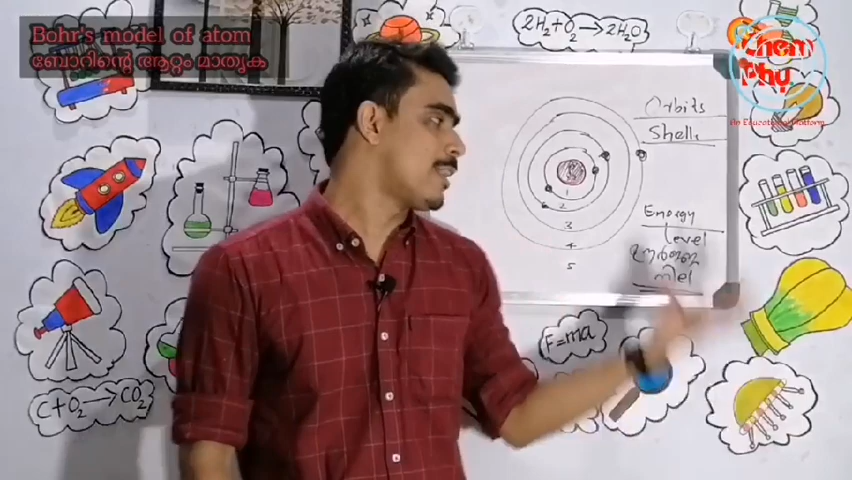 Bohr's model of atom
ബോറിന്റെ ആറ്റം മാതൃക
2H₂+O₂→2H₂O
Chem
Phy
An Educational Platform
Orbits
Shells
1
2
3
4
5
Energy
Level
ഊർജ്ജ
നില
F=ma
C+O₂→CO₂